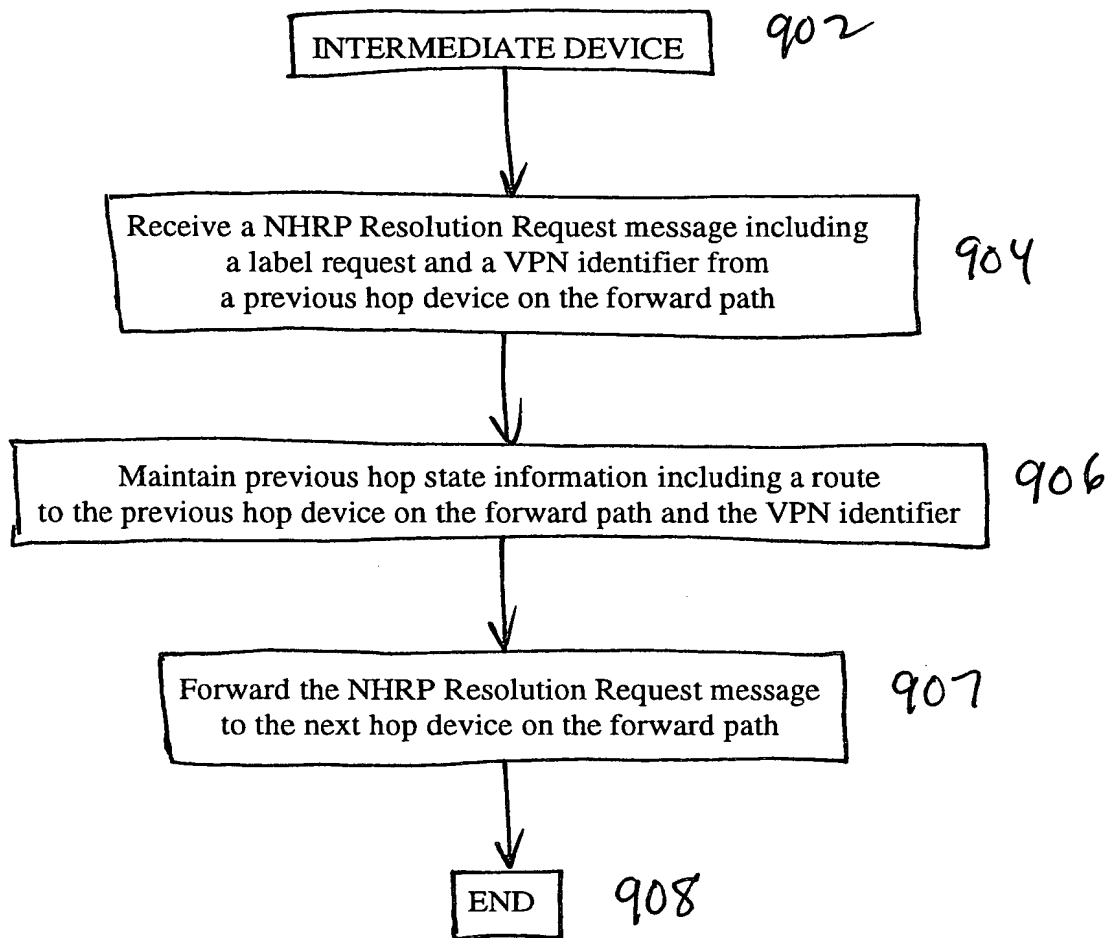 INTERMEDIATE DEVICE 902
Receive a NHRP Resolution Request message including
a label request and a VPN identifier from
a previous hop device on the forward path
904
Maintain previous hop state information including a route
to the previous hop device on the forward path and the VPN identifier
906
Forward the NHRP Resolution Request message
to the next hop device on the forward path
907
END 908